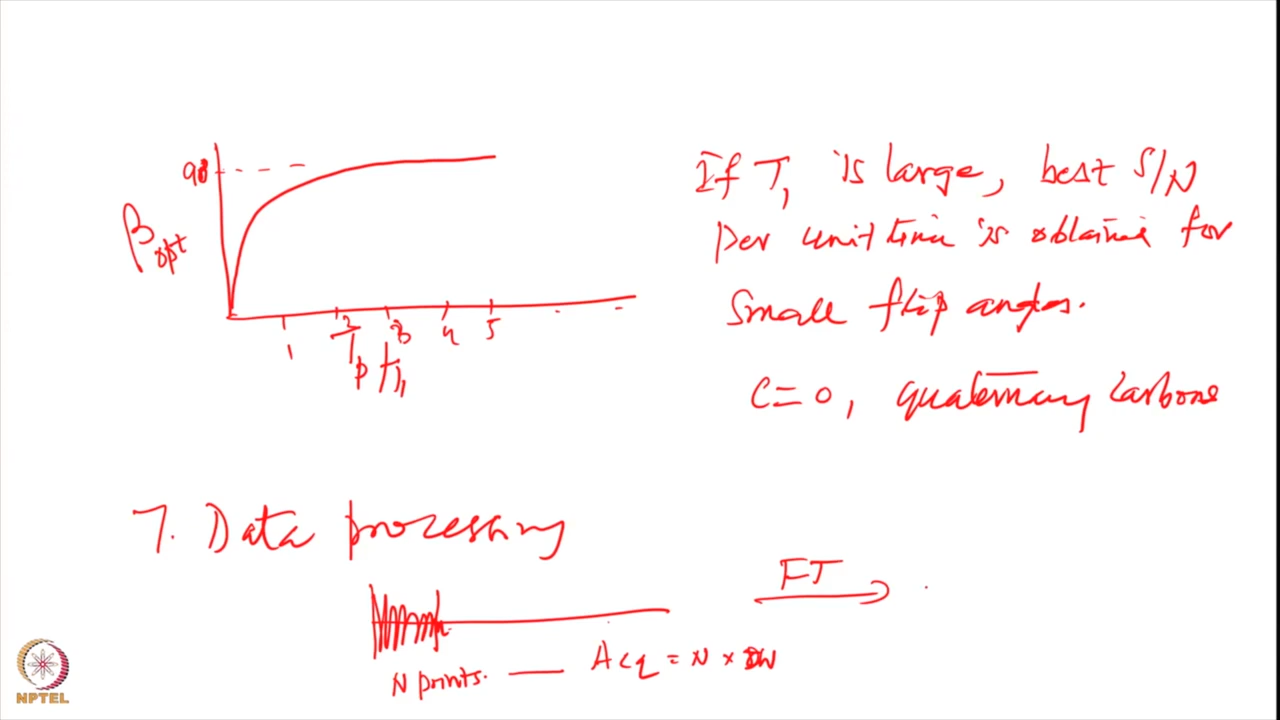 90
β opt
1 2 3 4 5
P / T1
If T1 is large, best S/N
per unit time is obtained for
Small flip angles.
C=0, quaternary carbons
7. Data processing
FT
N points. Acq = N × DW
NPTEL